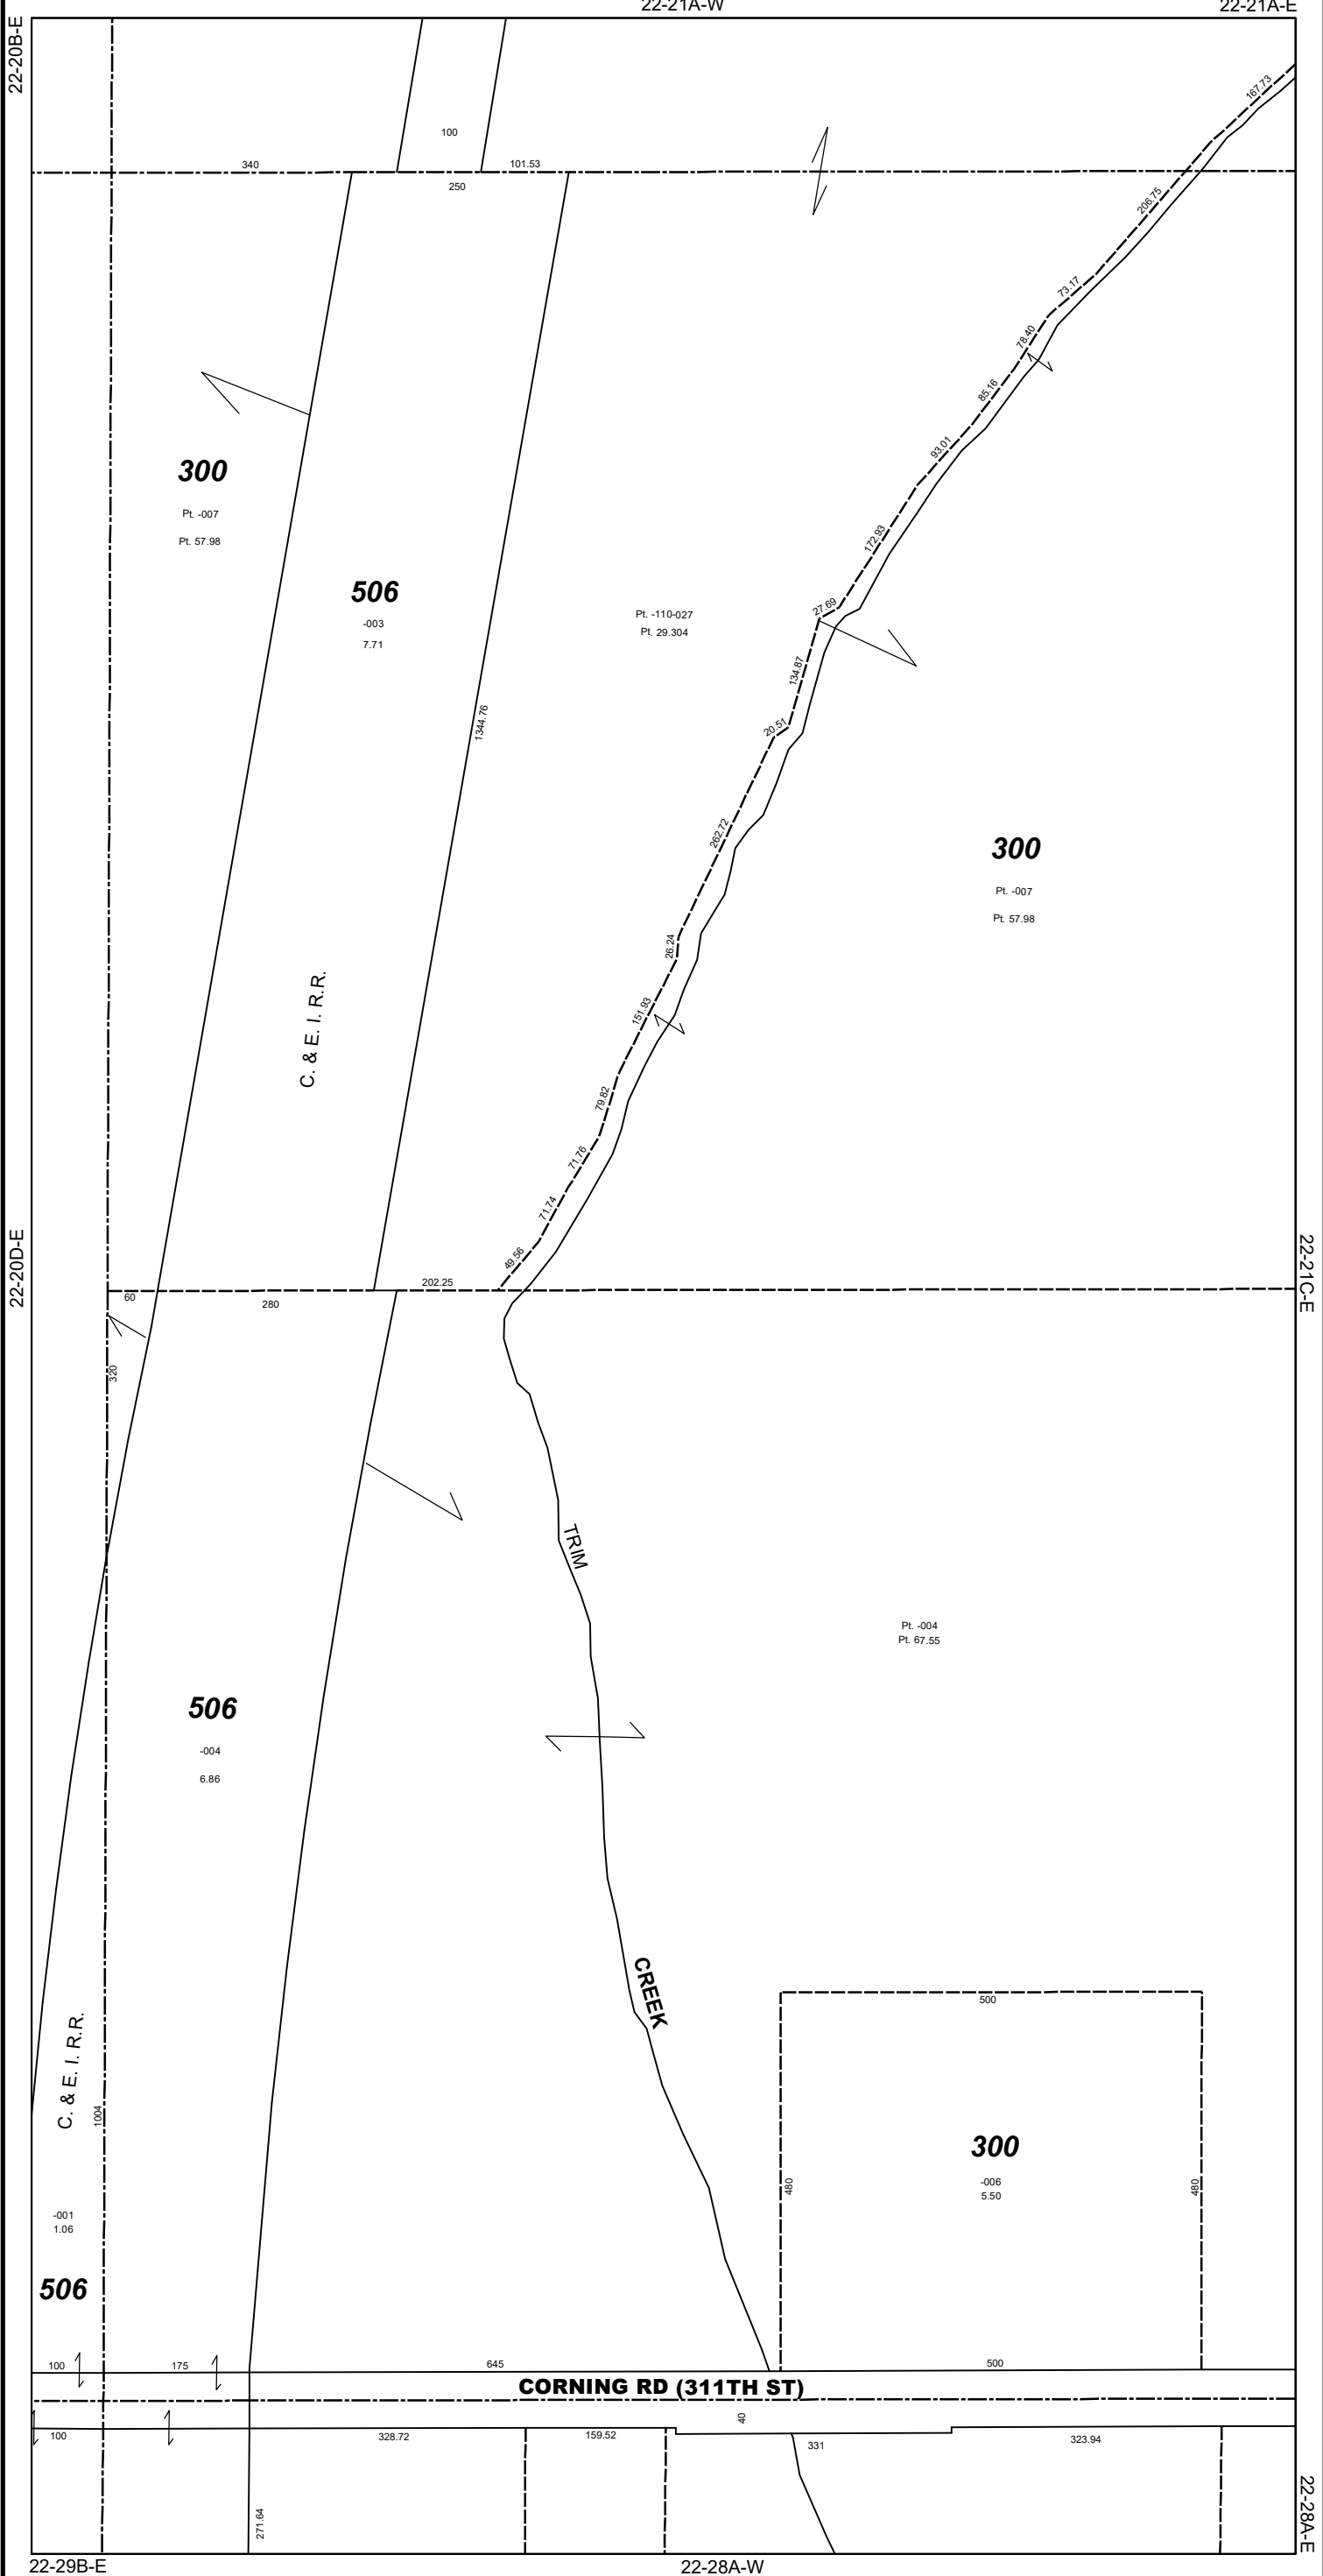 22-21A-W
22-21A-E
22-20B-E
167.73
100
340
101.53
250
206.75
73.17
78.40
85.16
93.01
300
Pt. -007
Pt. 57.98
172.93
506
-003
7.71
27.69
Pt. -110-027
Pt. 29.304
134.87
1344.76
20.51
262.72
300
Pt. -007
Pt. 57.98
26.24
151.93
C. & E. I. R.R.
79.82
71.76
71.74
49.56
22-20D-E
22-21C-E
202.25
60
280
320
TRIM
Pt. -004
Pt. 67.55
506
-004
6.86
CREEK
500
C. & E. I. R.R.
1004
300
-006
5.50
480
480
-001
1.06
506
100
175
645
500
CORNING RD (311TH ST)
40
100
328.72
159.52
331
323.94
271.64
22-28A-E
22-29B-E
22-28A-W